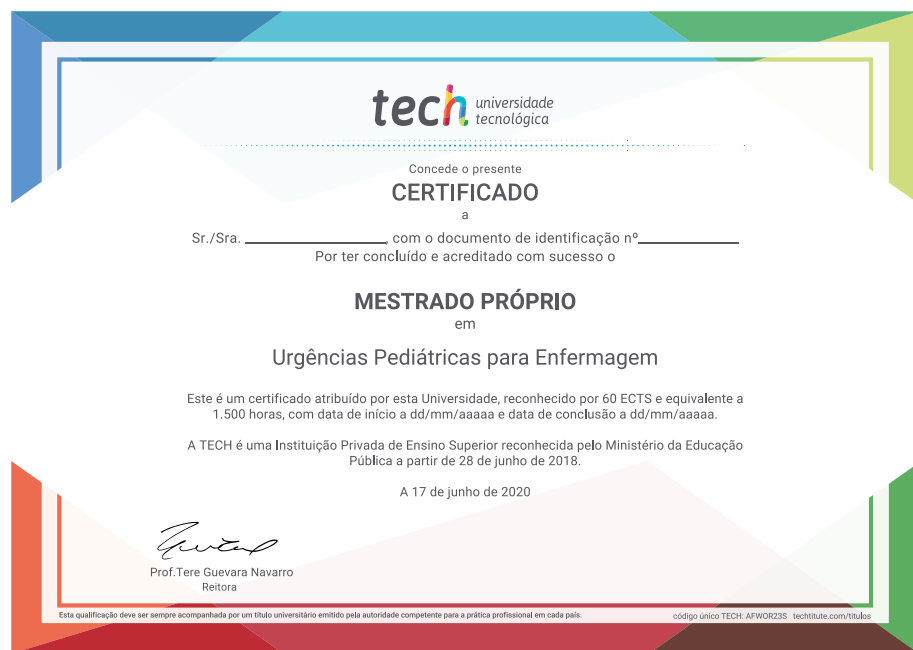 tech universidade
tecnológica
Concede o presente
CERTIFICADO
a
Sr./Sra. ________________, com o documento de identificação nº____________
Por ter concluído e acreditado com sucesso o
MESTRADO PRÓPRIO
em
Urgências Pediátricas para Enfermagem
Este é um certificado atribuído por esta Universidade, reconhecido por 60 ECTS e equivalente a
1.500 horas, com data de início a dd/mm/aaaaa e data de conclusão a dd/mm/aaaaa.
A TECH é uma Instituição Privada de Ensino Superior reconhecida pelo Ministério da Educação
Pública a partir de 28 de junho de 2018.
A 17 de junho de 2020
Prof.Tere Guevara Navarro
Reitora
Esta qualificação deve ser sempre acompanhada por um título universitário emitido pela autoridade competente para a prática profissional em cada país.
código único TECH: AFWOR23S techtitute.com/titulos